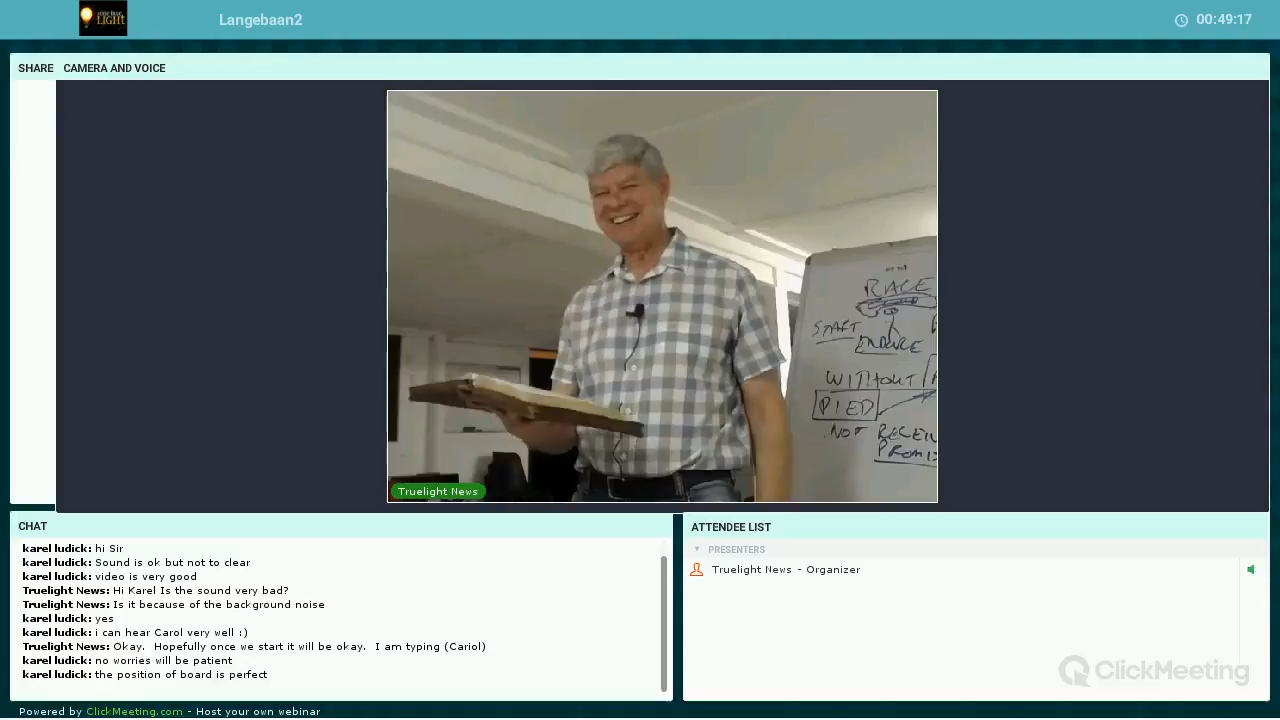 LIGHT
Langebaan2
00:49:17
SHARE
CAMERA AND VOICE
RACE
START
ENDURE
WITHOUT
DIED
NOT RECEI
PROMI
Truelight News
CHAT
karel ludick: hi Sir
karel ludick: Sound is ok but not to clear
karel ludick: video is very good
Truelight News: Hi Karel Is the sound very bad?
Truelight News: Is it because of the background noise
karel ludick: yes
karel ludick: i can hear Carol very well :)
Truelight News: Okay. Hopefully once we start it will be okay. I am typing (Cariol)
karel ludick: no worries will be patient
karel ludick: the position of board is perfect
ATTENDEE LIST
PRESENTERS
Truelight News - Organizer
ClickMeeting
Powered by ClickMeeting.com - Host your own webinar